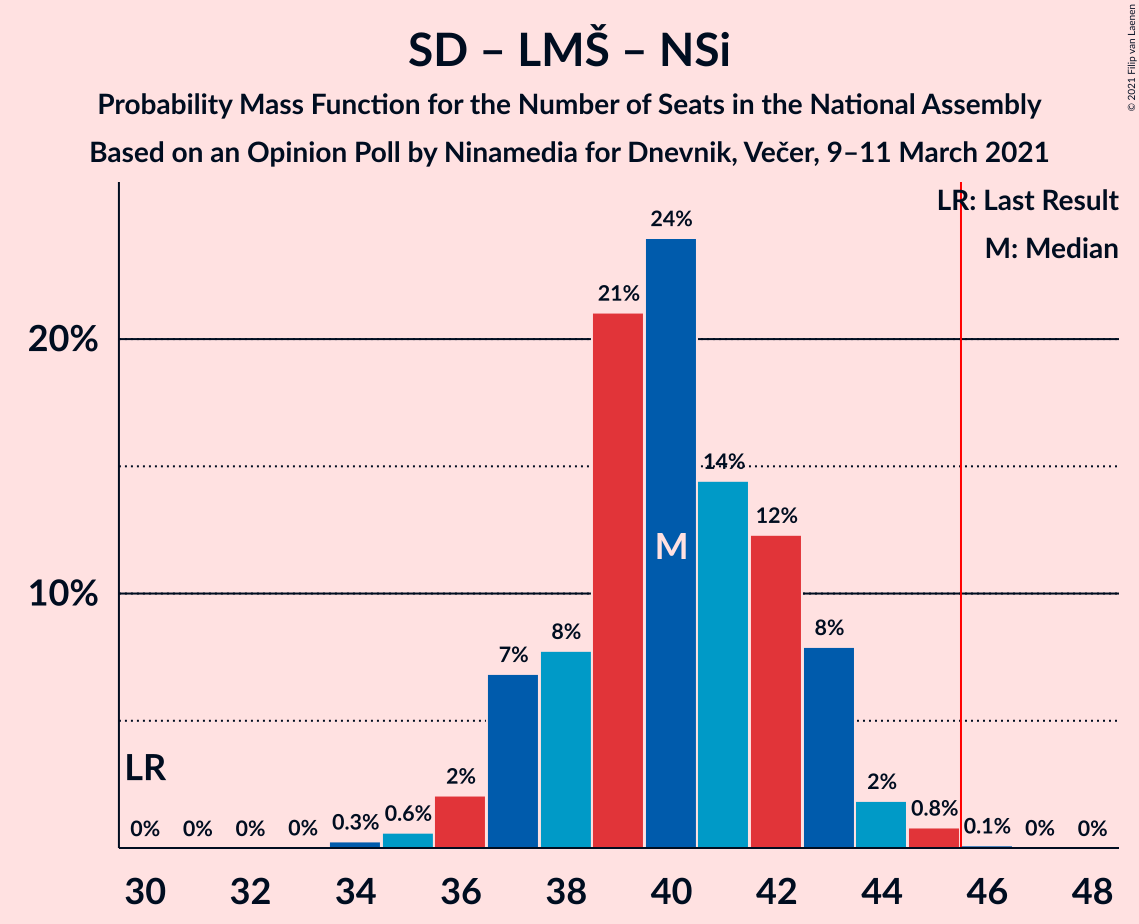 SD – LMŠ – NSi
Probability Mass Function for the Number of Seats in the National Assembly
Based on an Opinion Poll by Ninamedia for Dnevnik, Večer, 9–11 March 2021
© 2021 Filip van Laenen
LR: Last Result
M: Median
24%
21%
20%
14%
12%
M
10%
8%
8%
7%
LR
2%
2%
0% 0% 0% 0% 0.3% 0.6% 0.8% 0.1% 0% 0%
30 32 34 36 38 40 42 44 46 48